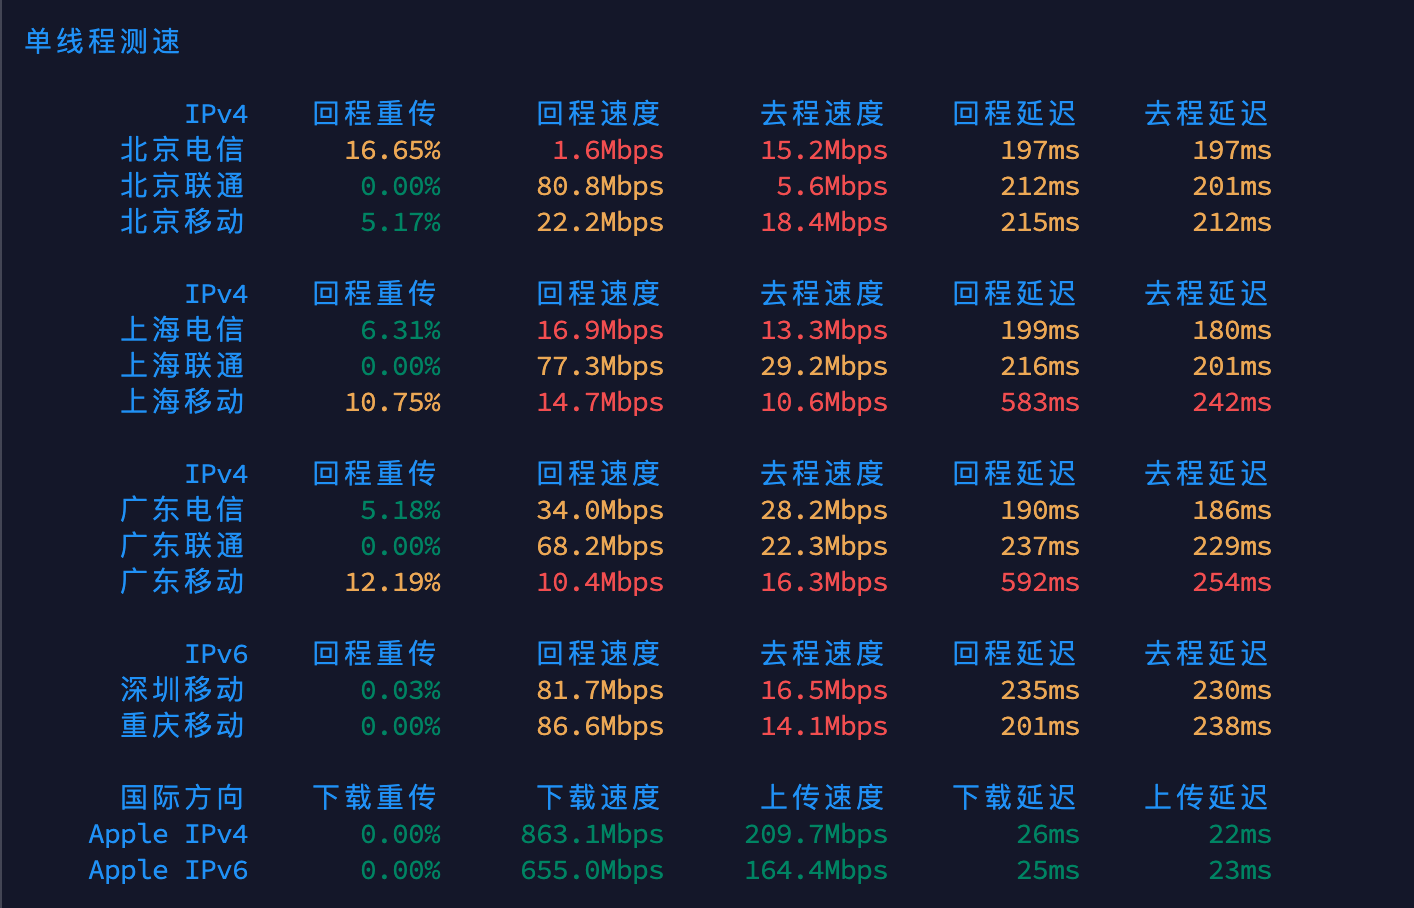 单线程测速
IPv4 回程重传 回程速度 去程速度 回程延迟 去程延迟
北京电信 16.65% 1.6Mbps 15.2Mbps 197ms 197ms
北京联通 0.00% 80.8Mbps 5.6Mbps 212ms 201ms
北京移动 5.17% 22.2Mbps 18.4Mbps 215ms 212ms
IPv4 回程重传 回程速度 去程速度 回程延迟 去程延迟
上海电信 6.31% 16.9Mbps 13.3Mbps 199ms 180ms
上海联通 0.00% 77.3Mbps 29.2Mbps 216ms 201ms
上海移动 10.75% 14.7Mbps 10.6Mbps 583ms 242ms
IPv4 回程重传 回程速度 去程速度 回程延迟 去程延迟
广东电信 5.18% 34.0Mbps 28.2Mbps 190ms 186ms
广东联通 0.00% 68.2Mbps 22.3Mbps 237ms 229ms
广东移动 12.19% 10.4Mbps 16.3Mbps 592ms 254ms
IPv6 回程重传 回程速度 去程速度 回程延迟 去程延迟
深圳移动 0.03% 81.7Mbps 16.5Mbps 235ms 230ms
重庆移动 0.00% 86.6Mbps 14.1Mbps 201ms 238ms
国际方向 下载重传 下载速度 上传速度 下载延迟 上传延迟
Apple IPv4 0.00% 863.1Mbps 209.7Mbps 26ms 22ms
Apple IPv6 0.00% 655.0Mbps 164.4Mbps 25ms 23ms